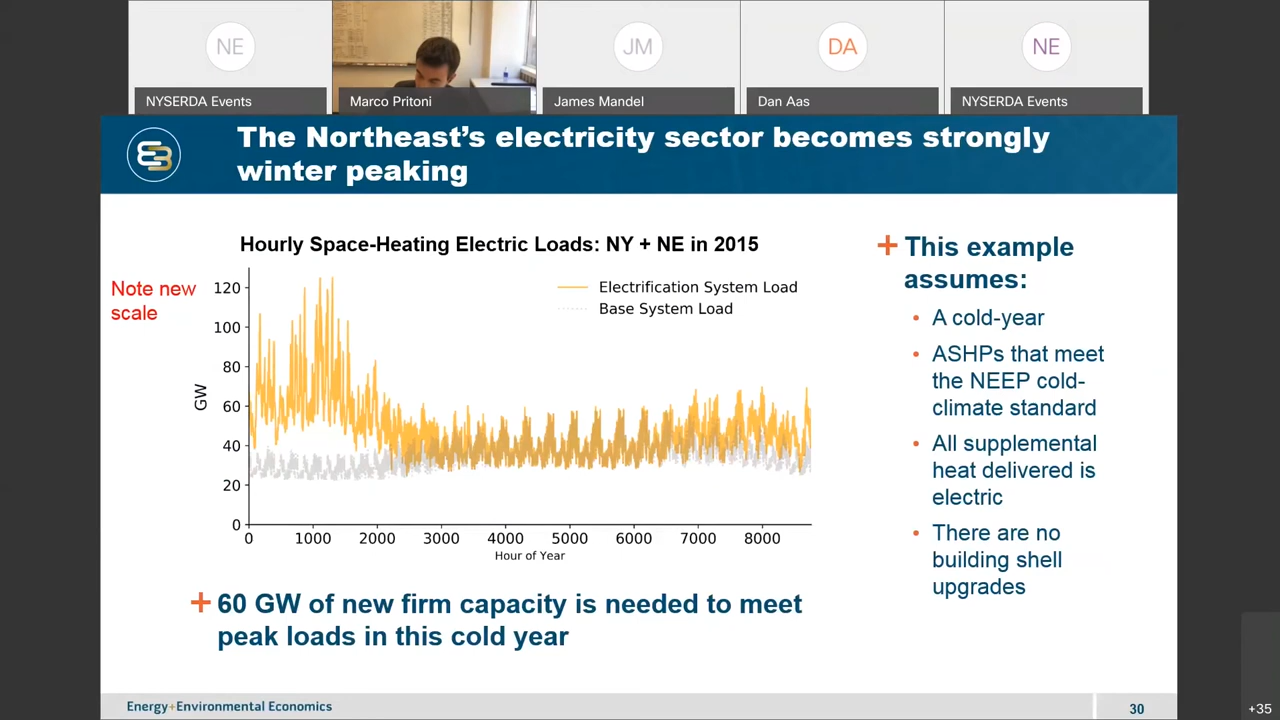 NE
JM
DA
NE
NYSERDA Events
Marco Pritoni
James Mandel
Dan Aas
NYSERDA Events
The Northeast’s electricity sector becomes strongly
winter peaking
Hourly Space-Heating Electric Loads: NY + NE in 2015
Note new
scale
120
100
80
60
40
20
0
GW
Electrification System Load
Base System Load
0 1000 2000 3000 4000 5000 6000 7000 8000
Hour of Year
+ 60 GW of new firm capacity is needed to meet
peak loads in this cold year
+ This example
assumes:
• A cold-year
• ASHPs that meet
the NEEP cold-
climate standard
• All supplemental
heat delivered is
electric
• There are no
building shell
upgrades
Energy+Environmental Economics
30
+35